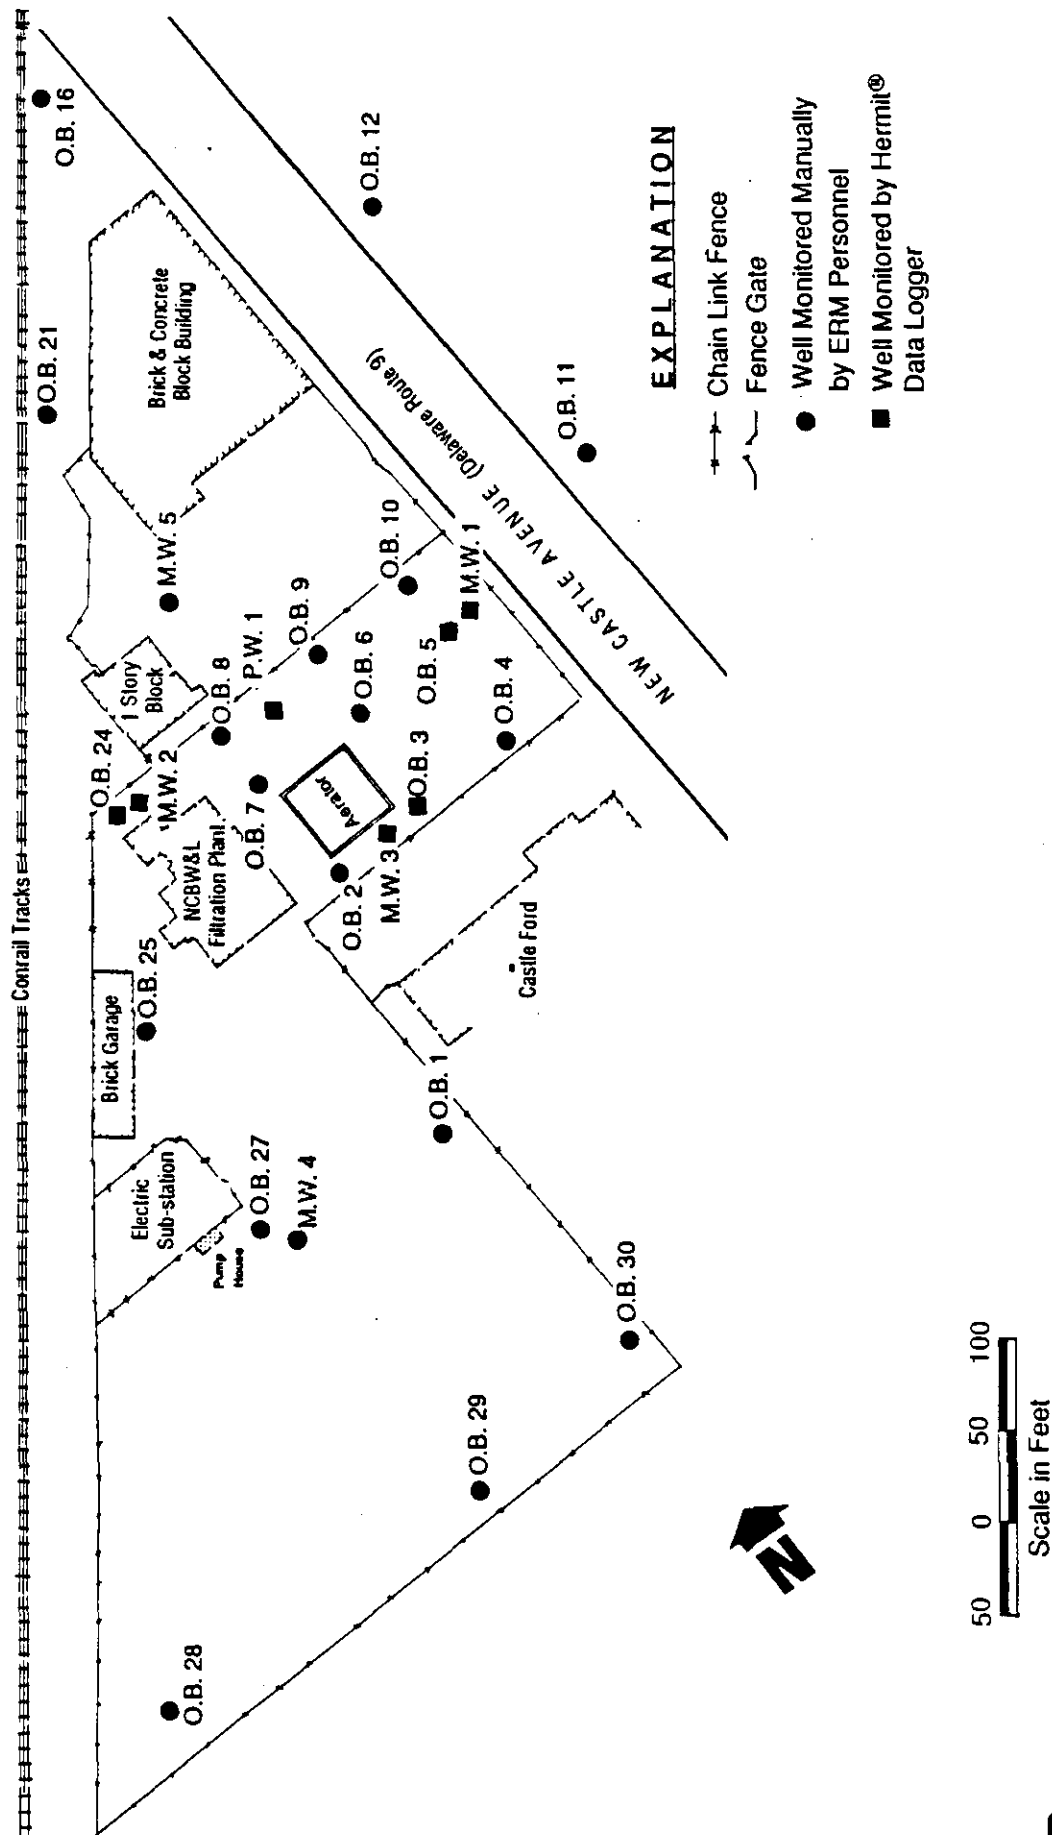 Conrail Tracks
O.B. 28
O.B. 29
O.B. 30
Electric
Sub-station
Pump
House
O.B. 27
M.W. 4
O.B. 1
Brick Garage
O.B. 25
Castle Ford
NCBW&L
Filtration Plant
O.B. 24
M.W. 2
O.B. 7
O.B. 2
M.W. 3
Aerator
O.B. 3
1 Story
Block
O.B. 8
P.W. 1
O.B. 9
O.B. 6
O.B. 5
O.B. 4
M.W. 5
O.B. 10
M.W. 1
O.B. 21
Brick & Concrete
Block Building
O.B. 16
O.B. 12
O.B. 11
NEW CASTLE AVENUE (Delaware Route 9)
EXPLANATION
Chain Link Fence
Fence Gate
Well Monitored Manually
by ERM Personnel
Well Monitored by Hermit®
Data Logger
N
50 0 50 100
Scale in Feet